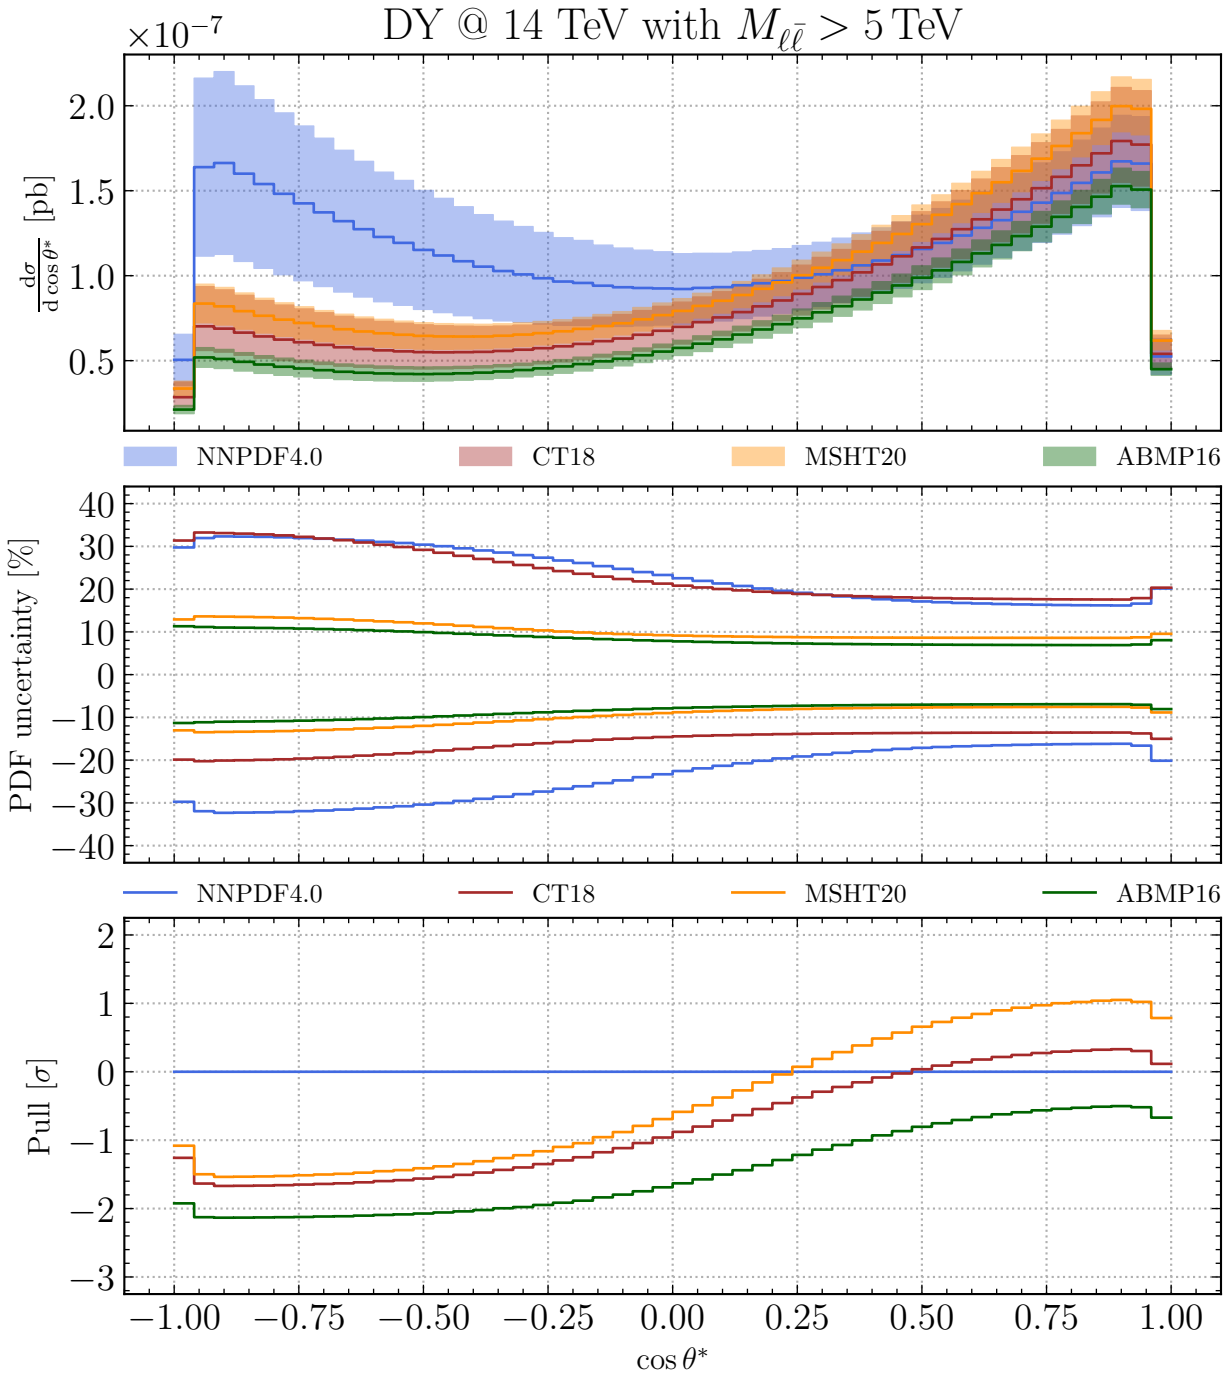 DY @ 14 TeV with M_{ℓℓ̄} > 5 TeV
×10⁻⁷
2.0
1.5
1.0
0.5
dσ/d cos θ* [pb]
NNPDF4.0 CT18 MSHT20 ABMP16
40
30
20
10
0
−10
−20
−30
−40
PDF uncertainty [%]
NNPDF4.0 CT18 MSHT20 ABMP16
2
1
0
−1
−2
−3
Pull [σ]
−1.00 −0.75 −0.50 −0.25 0.00 0.25 0.50 0.75 1.00
cos θ*